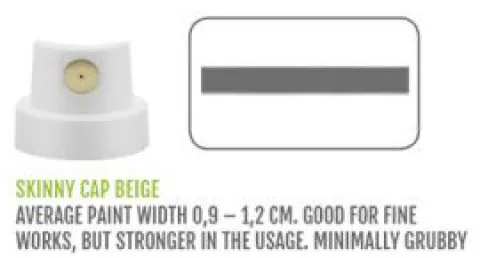 SKINNY CAP BEIGE
AVERAGE PAINT WIDTH 0,9 – 1,2 CM. GOOD FOR FINE
WORKS, BUT STRONGER IN THE USAGE. MINIMALLY GRUBBY